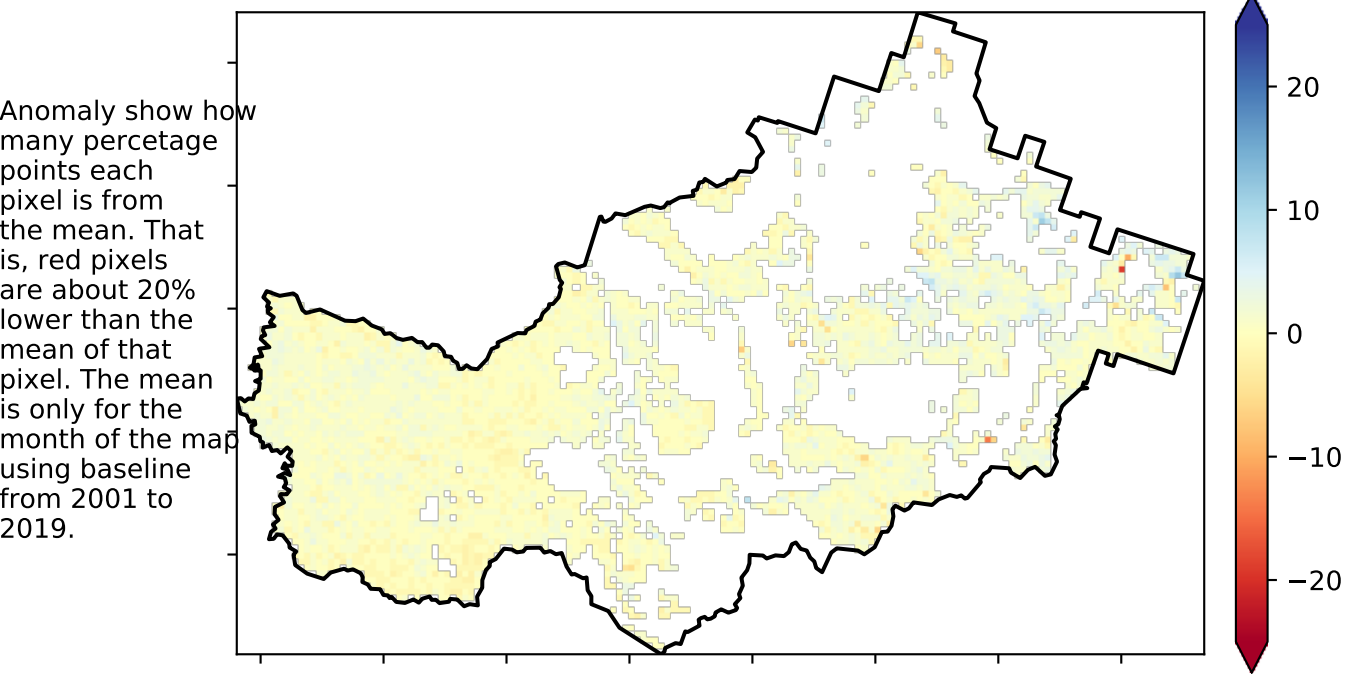 Anomaly show how
many percetage
points each
pixel is from
the mean. That
is, red pixels
are about 20%
lower than the
mean of that
pixel. The mean
is only for the
month of the map
using baseline
from 2001 to
2019.
20
10
0
−10
−20